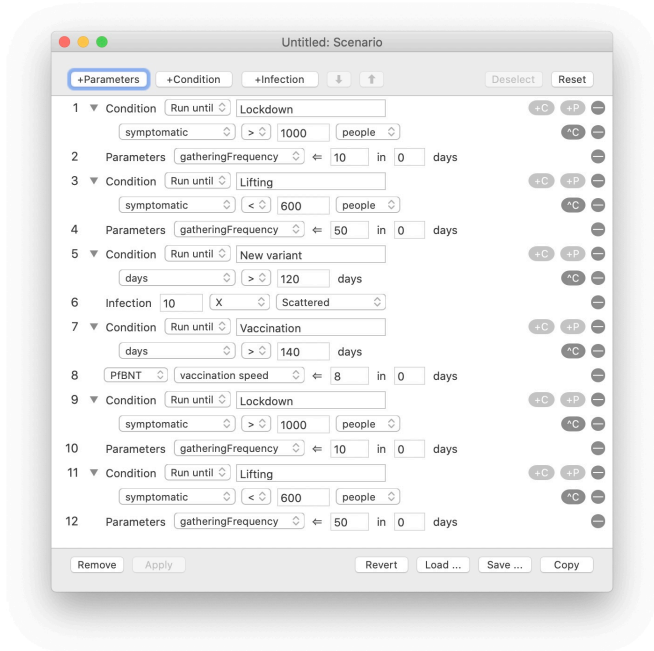 Untitled: Scenario
+Parameters +Condition +Infection Deselect Reset
1 Condition Run until Lockdown +C +P
symptomatic > 1000 people ^C
2 Parameters gatheringFrequency ⇐ 10 in 0 days
3 Condition Run until Lifting +C +P
symptomatic < 600 people ^C
4 Parameters gatheringFrequency ⇐ 50 in 0 days
5 Condition Run until New variant +C +P
days > 120 days ^C
6 Infection 10 X Scattered
7 Condition Run until Vaccination +C +P
days > 140 days ^C
8 PfBNT vaccination speed ⇐ 8 in 0 days
9 Condition Run until Lockdown +C +P
symptomatic > 1000 people ^C
10 Parameters gatheringFrequency ⇐ 10 in 0 days
11 Condition Run until Lifting +C +P
symptomatic < 600 people ^C
12 Parameters gatheringFrequency ⇐ 50 in 0 days
Remove Apply Revert Load ... Save ... Copy